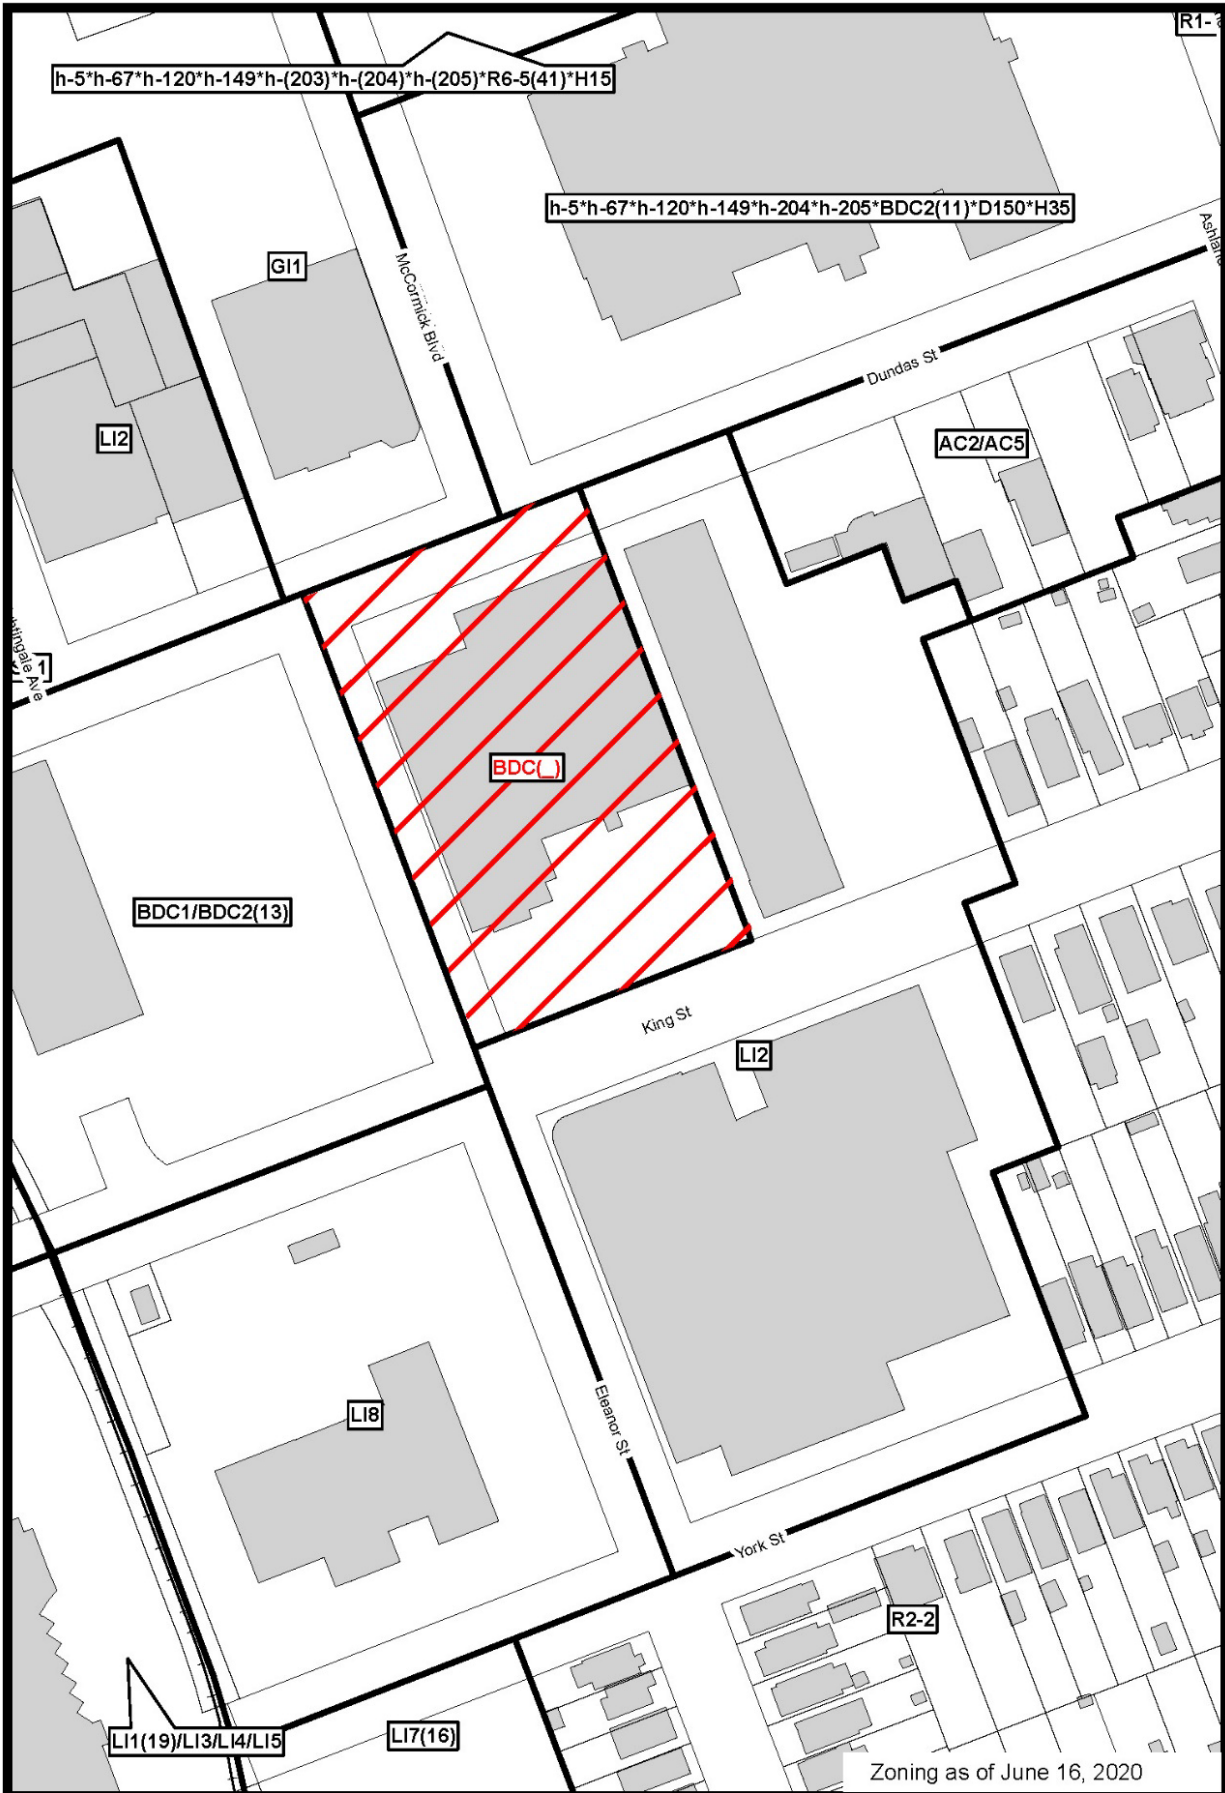 R1-
h-5*h-67*h-120*h-149*h-(203)*h-(204)*h-(205)*R6-5(41)*H15
h-5*h-67*h-120*h-149*h-204*h-205*BDC2(11)*D150*H35
GI1
McCormick Blvd
Dundas St
LI2
AC2/AC5
BDC(_)
BDC1/BDC2(13)
King St
LI2
LI8
Eleanor St
York St
R2-2
LI1(19)/LI3/LI4/LI5
LI7(16)
Zoning as of June 16, 2020